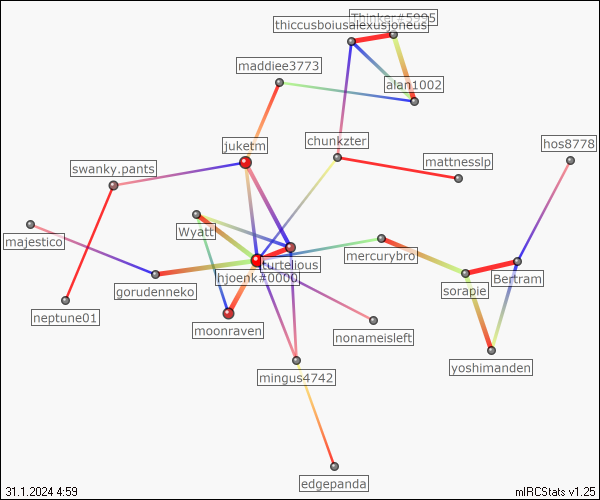 Thinker#5995
thiccusboiusalexusjoneus
maddiee3773
alan1002
chunkzter
juketm
hos8778
mattnesslp
swanky.pants
Wyatt
majestico
mercurybro
turtelious
hjoenk#0000
Bertram
gorudenneko
sorapie
neptune01
moonraven
nonameisleft
yoshimanden
mingus4742
edgepanda
31.1.2024 4:59
mIRCStats v1.25